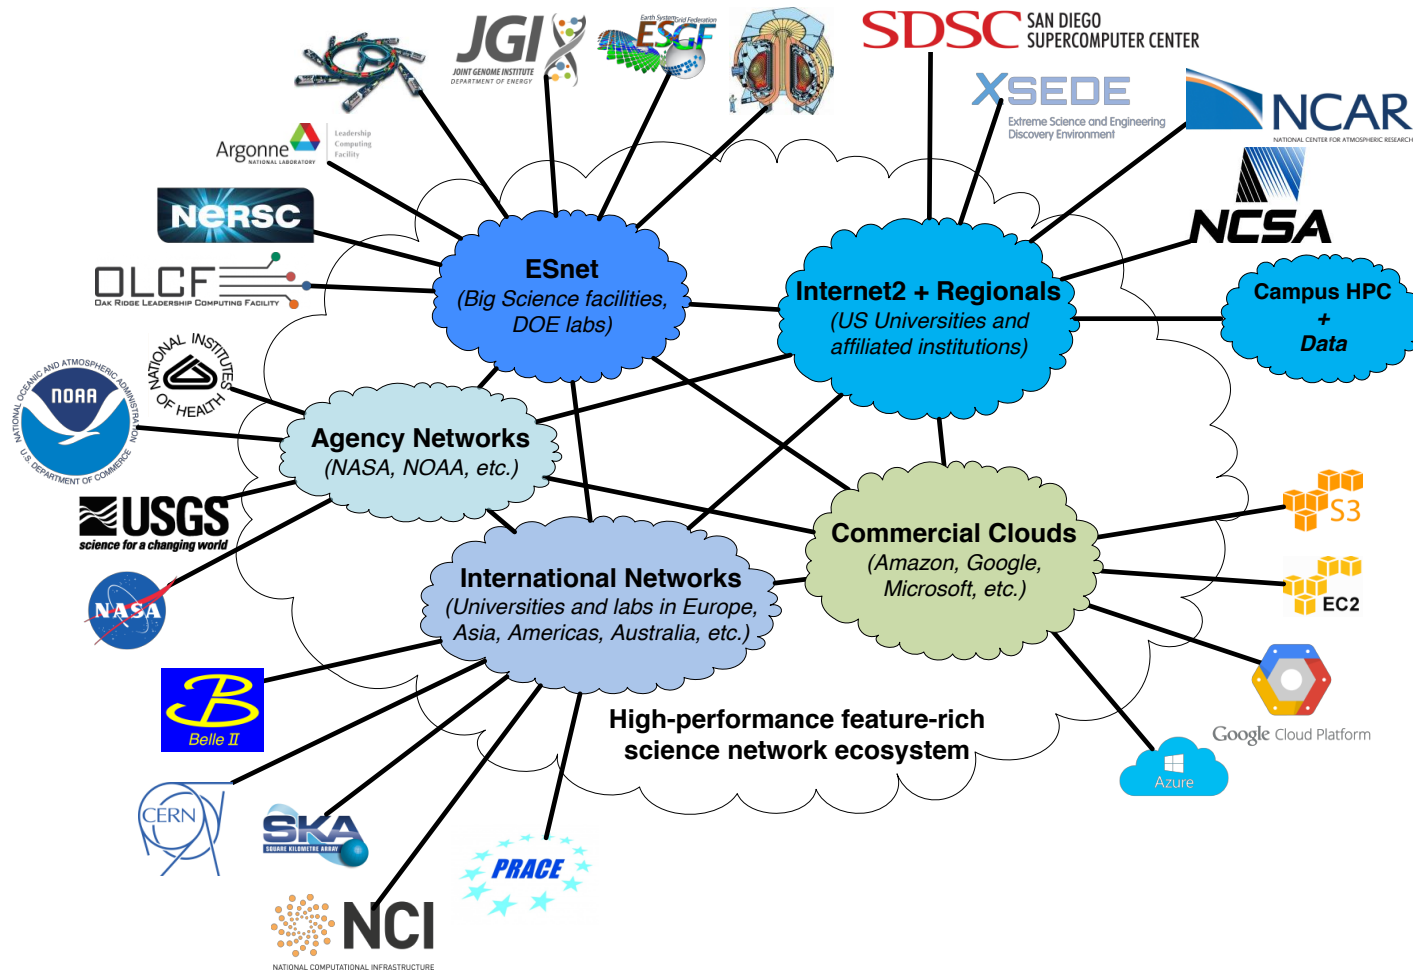 JGI
JOINT GENOME INSTITUTE
DEPARTMENT OF ENERGY
Earth System Grid Federation
ESGF
SDSC
SAN DIEGO
SUPERCOMPUTER CENTER
XSEDE
Extreme Science and Engineering
Discovery Environment
NCAR
NATIONAL CENTER FOR ATMOSPHERIC RESEARCH
Argonne
NATIONAL LABORATORY
Leadership
Computing
Facility
NERSC
NCSA
OLCF
OAK RIDGE LEADERSHIP COMPUTING FACILITY
ESnet
(Big Science facilities,
DOE labs)
Internet2 + Regionals
(US Universities and
affiliated institutions)
Campus HPC
+
Data
NATIONAL INSTITUTES
OF HEALTH
NATIONAL OCEANIC AND ATMOSPHERIC ADMINISTRATION
NOAA
U.S. DEPARTMENT OF COMMERCE
Agency Networks
(NASA, NOAA, etc.)
USGS
science for a changing world
NASA
Commercial Clouds
(Amazon, Google,
Microsoft, etc.)
S3
EC2
International Networks
(Universities and labs in Europe,
Asia, Americas, Australia, etc.)
Google Cloud Platform
Azure
High-performance feature-rich
science network ecosystem
B
Belle II
CERN
SKA
SQUARE KILOMETRE ARRAY
PRACE
NCI
NATIONAL COMPUTATIONAL INFRASTRUCTURE